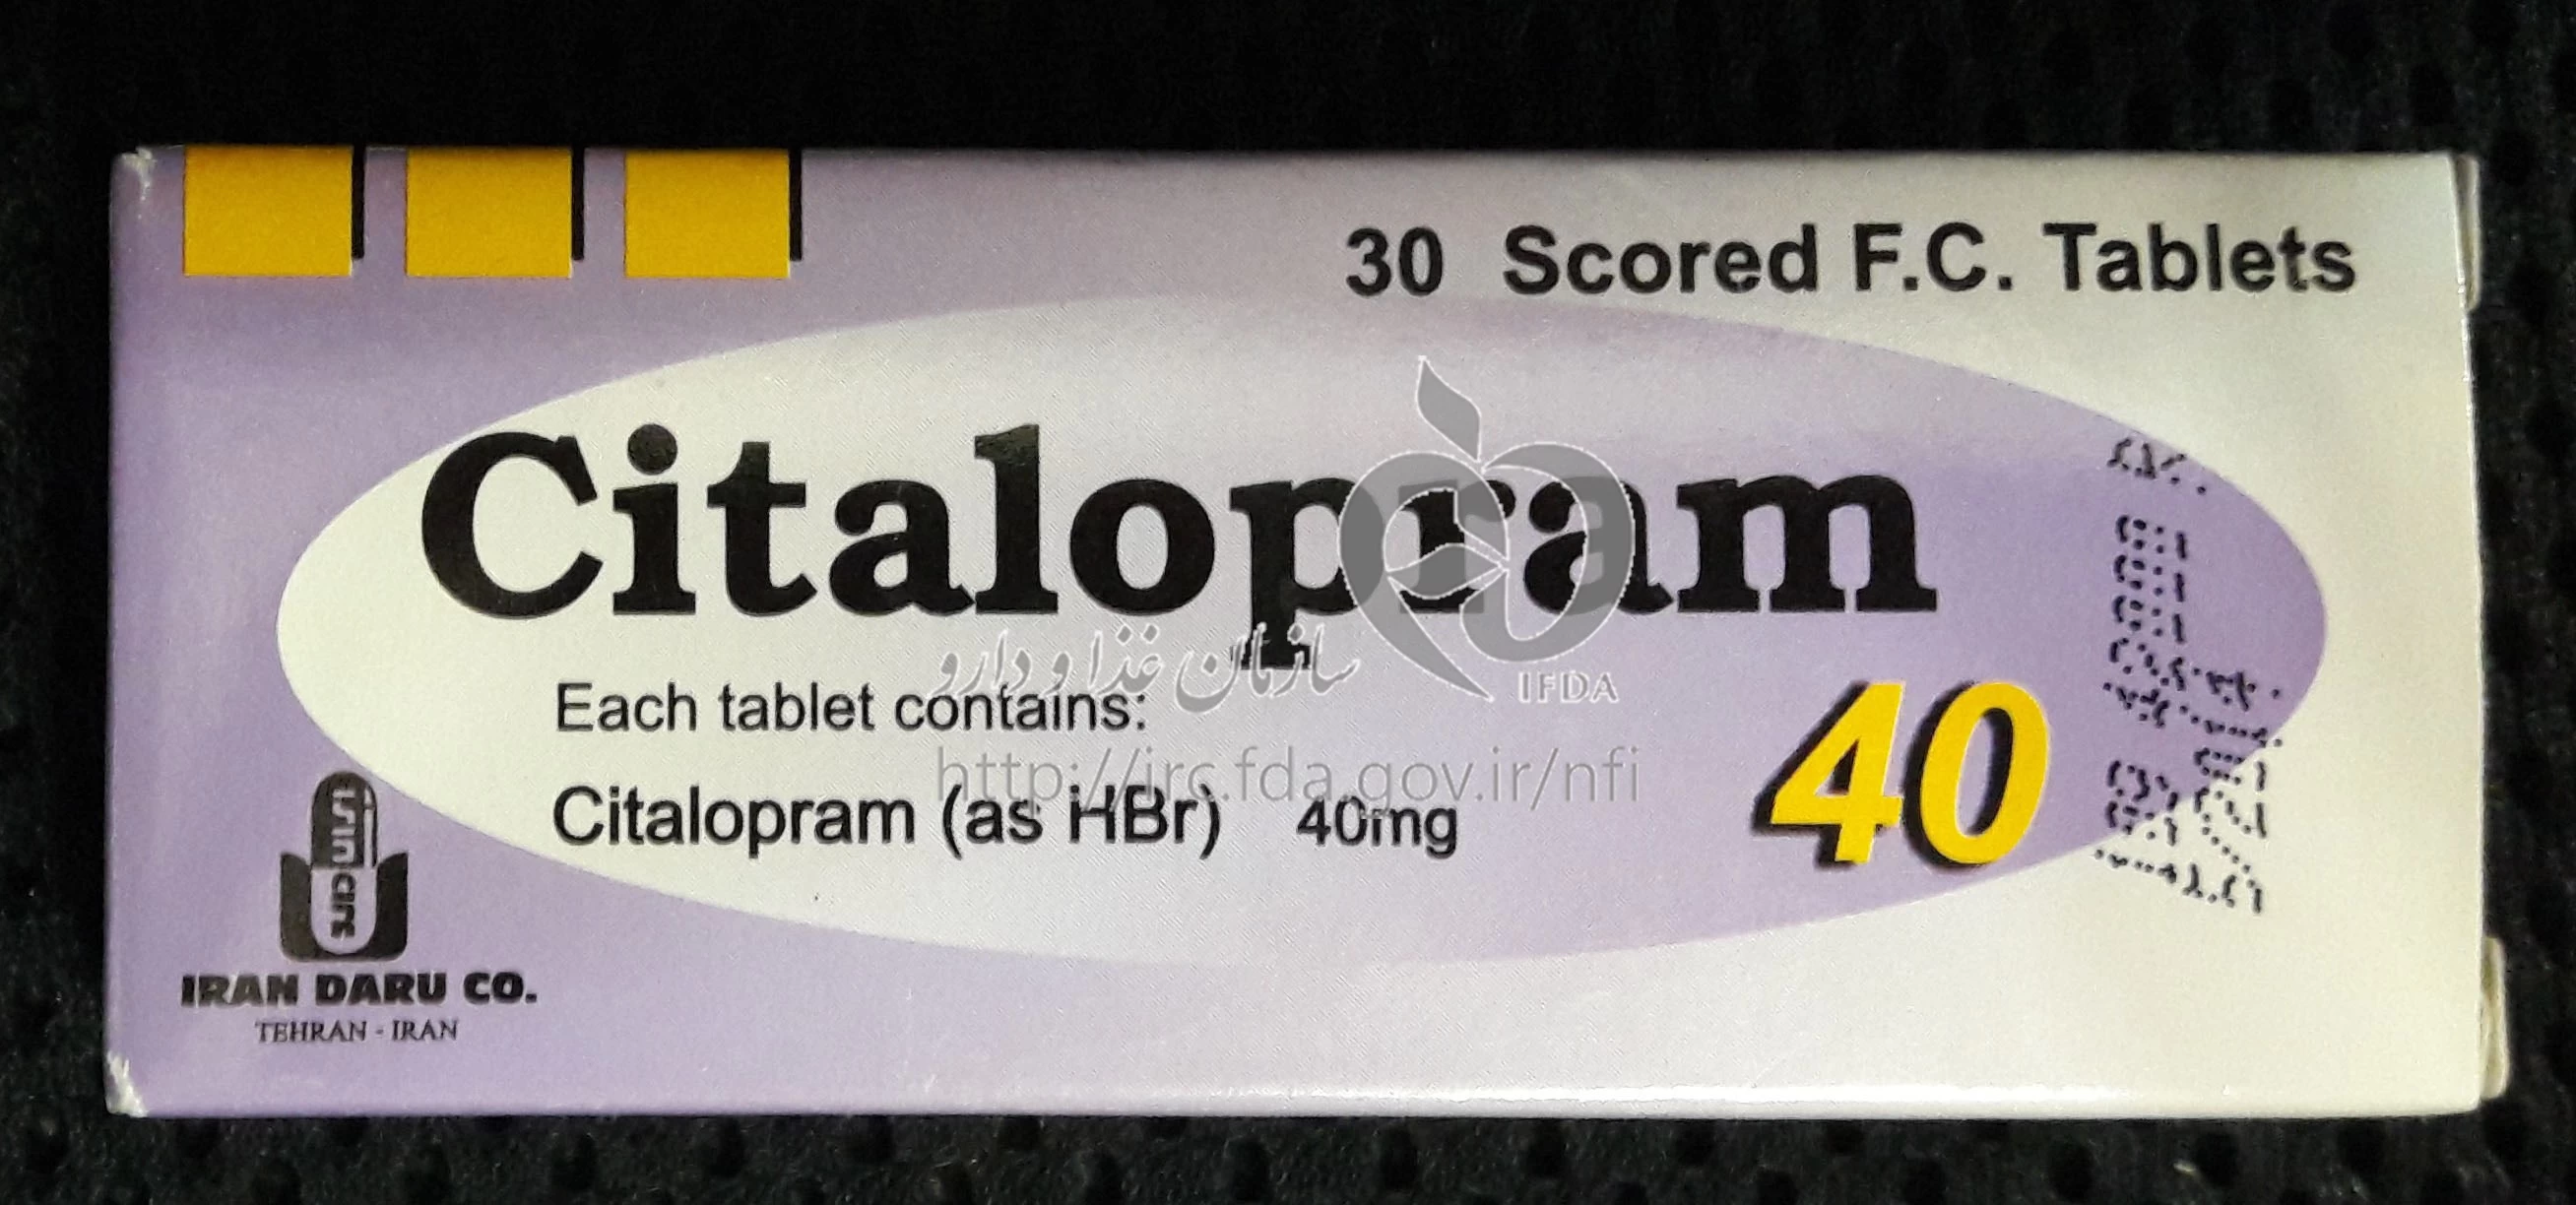 30 Scored F.C. Tablets
Citalopram
سازمان غذا و دارو
IFDA
Each tablet contains:
http://irc.fda.gov.ir/nfi
Citalopram (as HBr) 40mg
40
IRAN DARU CO.
TEHRAN - IRAN